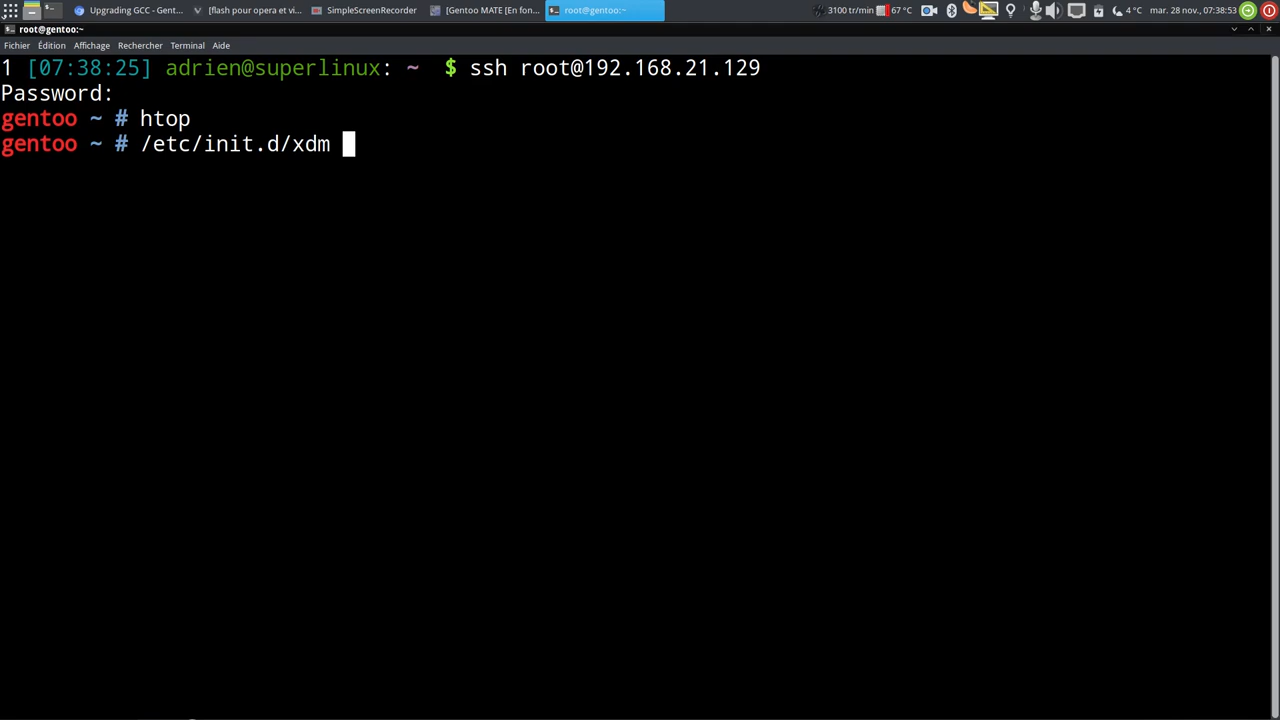 Upgrading GCC - Gent...
[flash pour opera et vi...
SimpleScreenRecorder
[Gentoo MATE [En fon...
root@gentoo:~
3100 tr/min
67 °C
4 °C
mar. 28 nov., 07:38:53
root@gentoo:~
Fichier Édition Affichage Rechercher Terminal Aide
1 [07:38:25] adrien@superlinux: ~ $ ssh root@192.168.21.129
Password:
gentoo ~ # htop
gentoo ~ # /etc/init.d/xdm